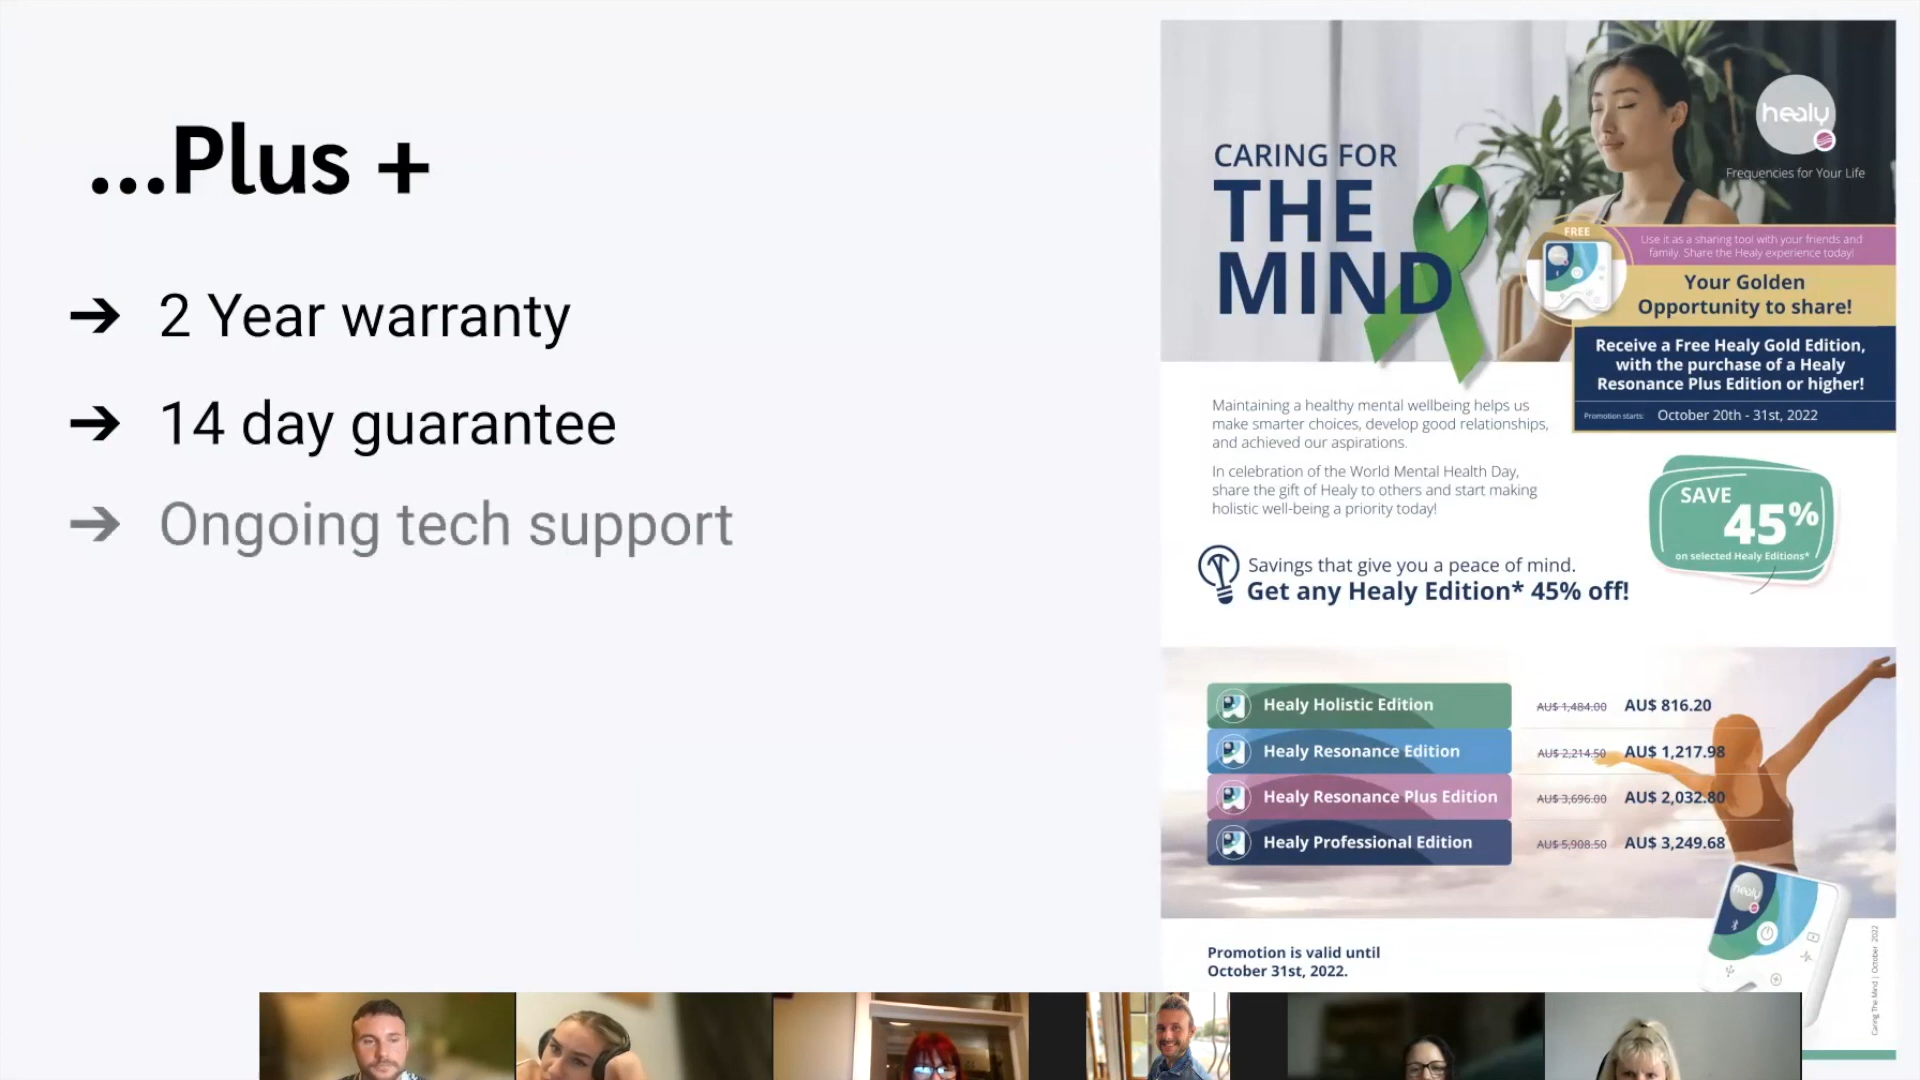 ...Plus +
➔ 2 Year warranty
➔ 14 day guarantee
➔ Ongoing tech support
CARING FOR
THE
MIND
healy
Frequencies for Your Life
FREE
Use it as a sharing tool with your friends and
family. Share the Healy experience today!
Your Golden
Opportunity to share!
Receive a Free Healy Gold Edition,
with the purchase of a Healy
Resonance Plus Edition or higher!
Promotion starts: October 20th - 31st, 2022
Maintaining a healthy mental wellbeing helps us
make smarter choices, develop good relationships,
and achieved our aspirations.
In celebration of the World Mental Health Day,
share the gift of Healy to others and start making
holistic well-being a priority today!
SAVE
45%
on selected Healy Editions*
Savings that give you a peace of mind.
Get any Healy Edition* 45% off!
Healy Holistic Edition AU$ 1,484.00 AU$ 816.20
Healy Resonance Edition AU$ 2,214.50 AU$ 1,217.98
Healy Resonance Plus Edition AU$ 3,696.00 AU$ 2,032.80
Healy Professional Edition AU$ 5,908.50 AU$ 3,249.68
healy
Promotion is valid until
October 31st, 2022.
Caring The Mind | October 2022